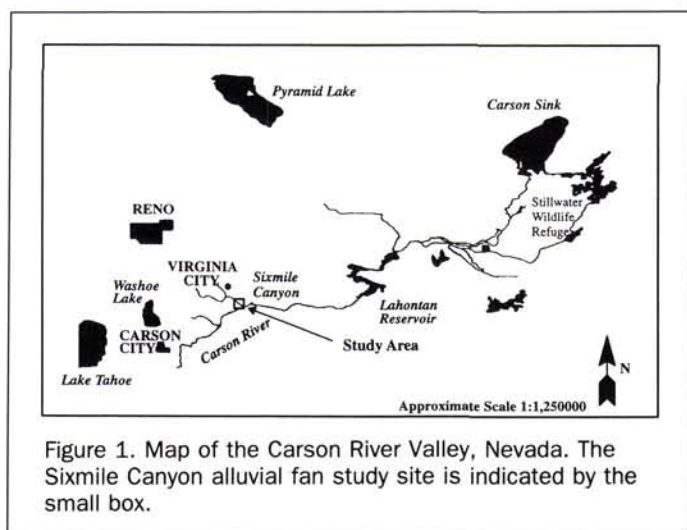 Pyramid Lake
Carson Sink
RENO
Stillwater
Wildlife
Refuge
VIRGINIA
CITY
Sixmile
Canyon
Washoe
Lake
Lahontan
Reservoir
CARSON
CITY
Carson River
Study Area
Lake Tahoe
N
Approximate Scale 1:1,250000
Figure 1. Map of the Carson River Valley, Nevada. The
Sixmile Canyon alluvial fan study site is indicated by the
small box.